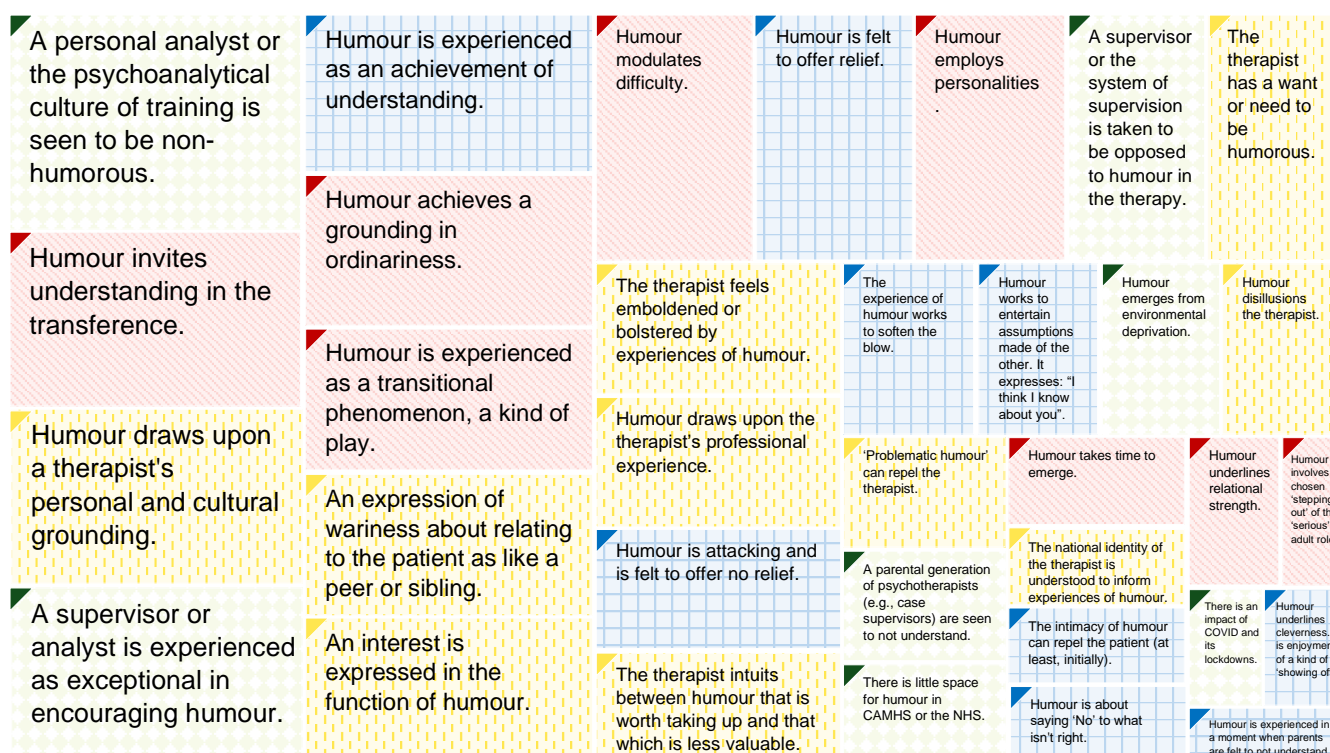 A personal analyst or
the psychoanalytical
culture of training is
seen to be non-
humorous.
Humour invites
understanding in the
transference.
Humour draws upon
a therapist's
personal and cultural
grounding.
A supervisor or
analyst is experienced
as exceptional in
encouraging humour.
Humour is experienced
as an achievement of
understanding.
Humour achieves a
grounding in
ordinariness.
Humour is experienced
as a transitional
phenomenon, a kind of
play.
An expression of
wariness about relating
to the patient as like a
peer or sibling.
An interest is
expressed in the
function of humour.
Humour
modulates
difficulty.
Humour is felt
to offer relief.
Humour
employs
personalities
.
A supervisor
or the
system of
supervision
is taken to
be opposed
to humour in
the therapy.
The
therapist
has a want
or need to
be
humorous.
The therapist feels
emboldened or
bolstered by
experiences of humour.
Humour draws upon the
therapist's professional
experience.
Humour is attacking and
is felt to offer no relief.
The therapist intuits
between humour that is
worth taking up and that
which is less valuable.
The
experience of
humour works
to soften the
blow.
Humour
works to
entertain
assumptions
made of the
other. It
expresses: “I
think I know
about you”.
Humour
emerges from
environmental
deprivation.
Humour
disillusions
the therapist.
‘Problematic humour’
can repel the
therapist.
A parental generation
of psychotherapists
(e.g., case
supervisors) are seen
to not understand.
There is little space
for humour in
CAMHS or the NHS.
Humour takes time to
emerge.
The national identity of
the therapist is
understood to inform
experiences of humour.
The intimacy of humour
can repel the patient (at
least, initially).
Humour is about
saying ‘No’ to what
isn't right.
Humour
underlines
relational
strength.
Humour
involves
chosen
‘stepping
out’ of th
‘serious’
adult role
There is an
impact of
COVID and
its
lockdowns.
Humour
underlines
cleverness.
is enjoymen
of a kind of
‘showing of
Humour is experienced in
a moment when parents
are felt to not understand